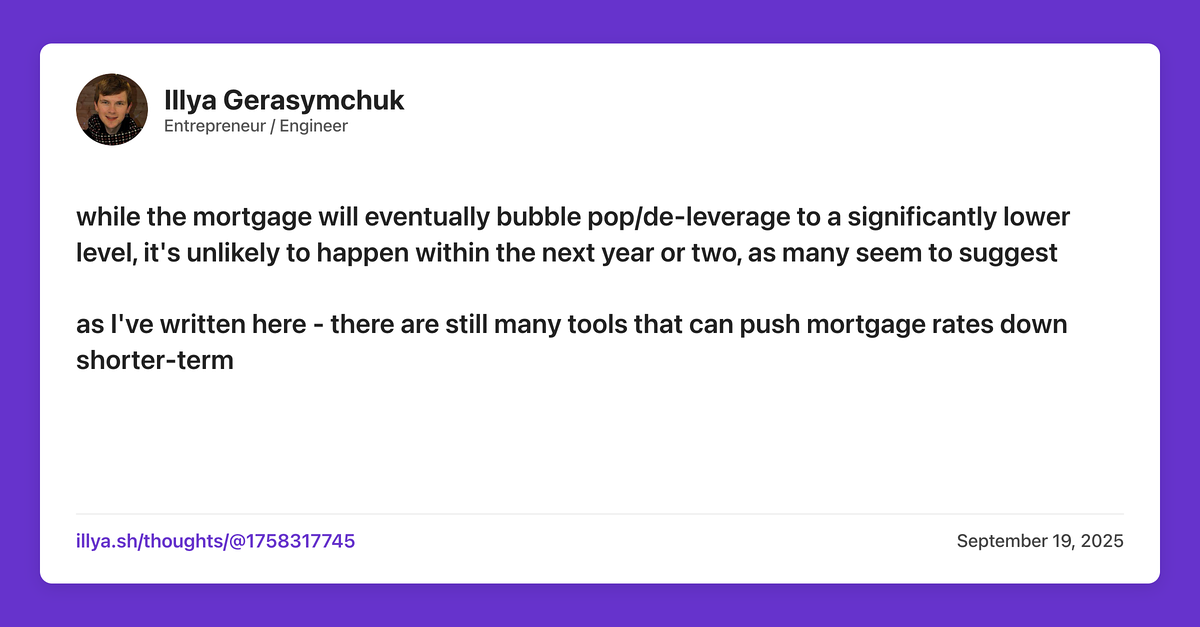 Illya Gerasymchuk
Entrepreneur / Engineer
while the mortgage will eventually bubble pop/de-leverage to a significantly lower
level, it's unlikely to happen within the next year or two, as many seem to suggest
as I've written here - there are still many tools that can push mortgage rates down
shorter-term
illya.sh/thoughts/@1758317745
September 19, 2025